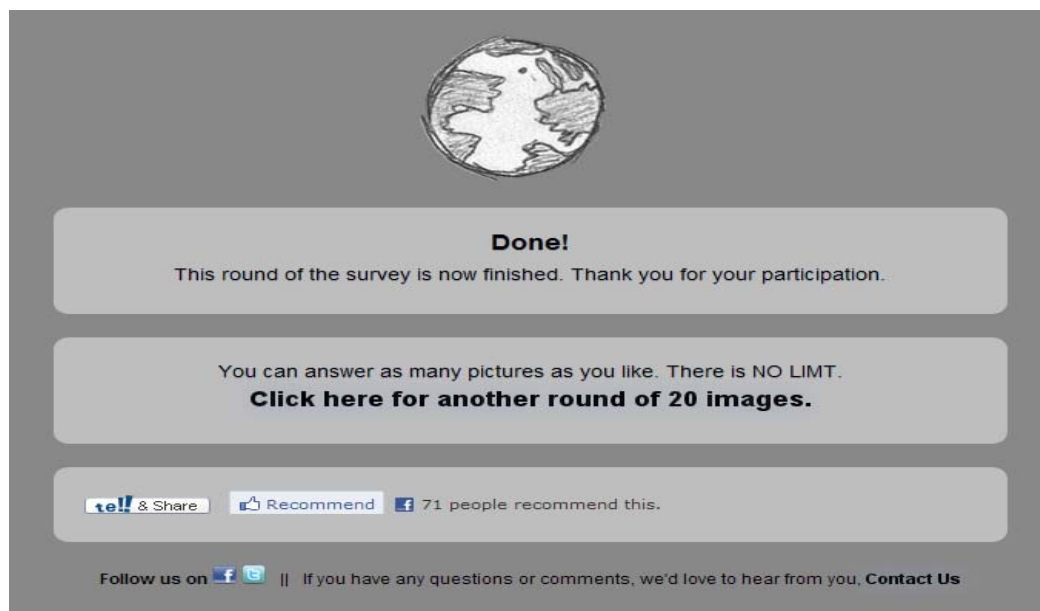 Done!
This round of the survey is now finished. Thank you for your participation.
You can answer as many pictures as you like. There is NO LIMT.
Click here for another round of 20 images.
tell! & Share Recommend f 71 people recommend this.
Follow us on f t || If you have any questions or comments, we'd love to hear from you, Contact Us